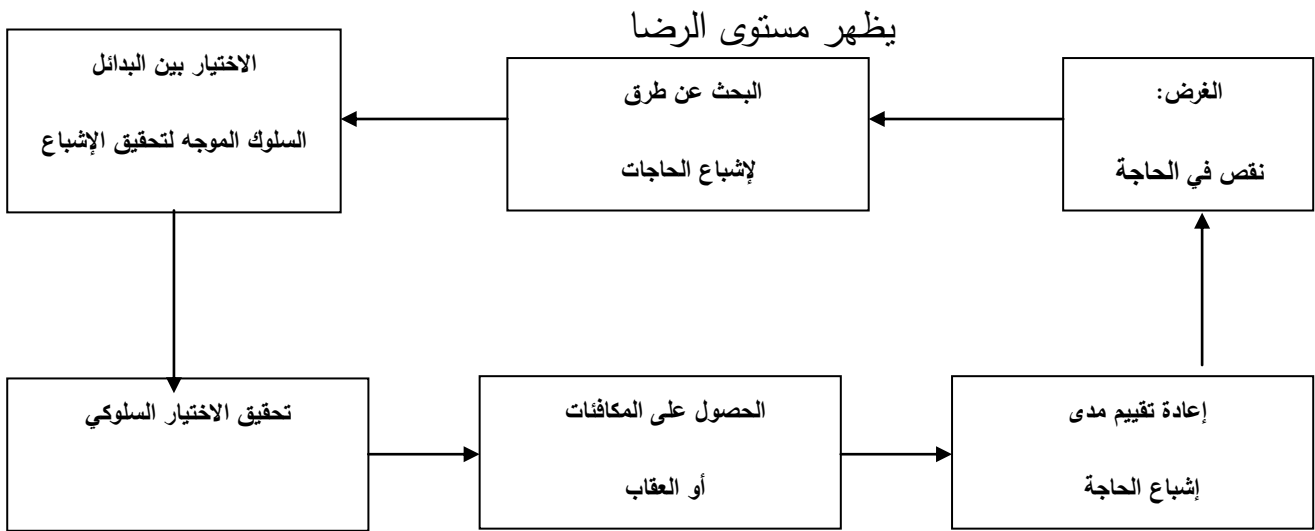 يظهر مستوى الرضا
الغرض:
نقص في الحاجة
البحث عن طرق
لإشباع الحاجات
الاختيار بين البدائل
السلوك الموجه لتحقيق الإشباع
تحقيق الاختيار السلوكي
الحصول على المكافئات
أو العقاب
إعادة تقييم مدى
إشباع الحاجة